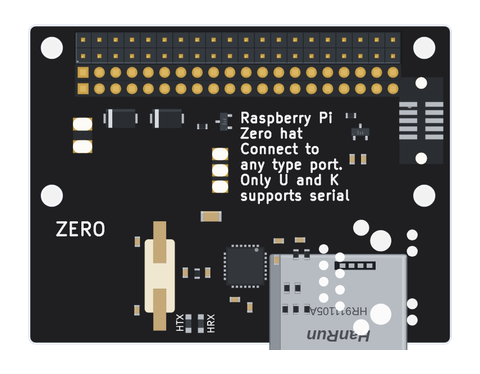 Raspberry Pi
Zero hat
Connect to
any type port.
Only U and K
supports serial
ZERO
HTX
HRX
HR911105A
HanRun